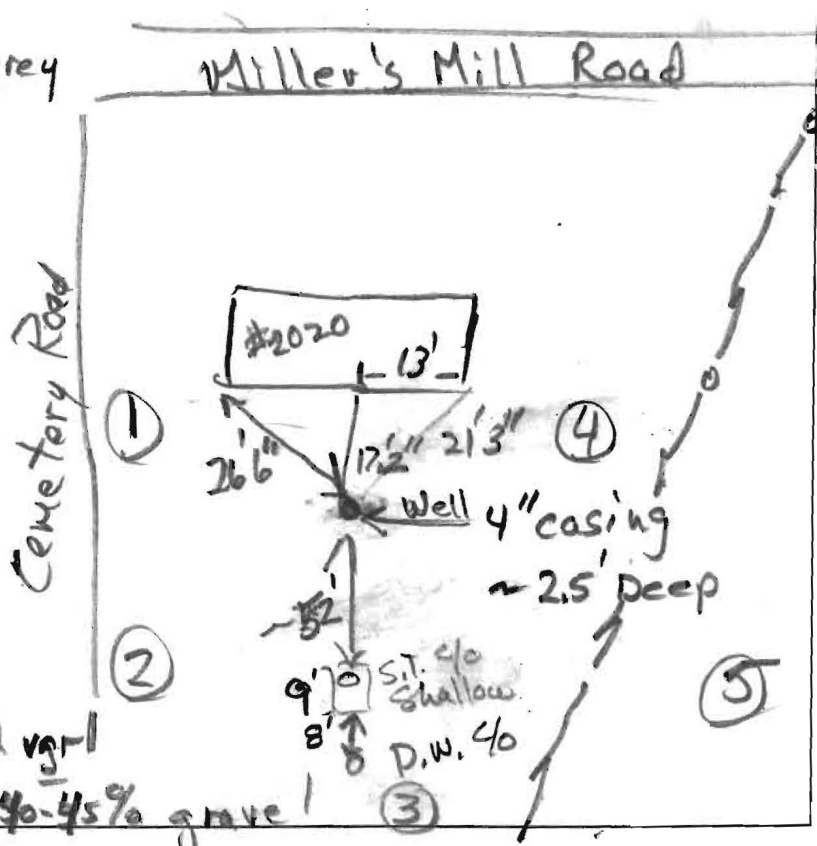 rey
Miller's Mill Road
Cemetery Road
#2020
13'
1
26'6"
17'2"
21'3"
4
Well
4" casing
~ 2.5' Deep
~52'
2
9'
S.T. c/o
Shallow
8'
D.W. c/o
5
vgrl
40-45% gravel
3